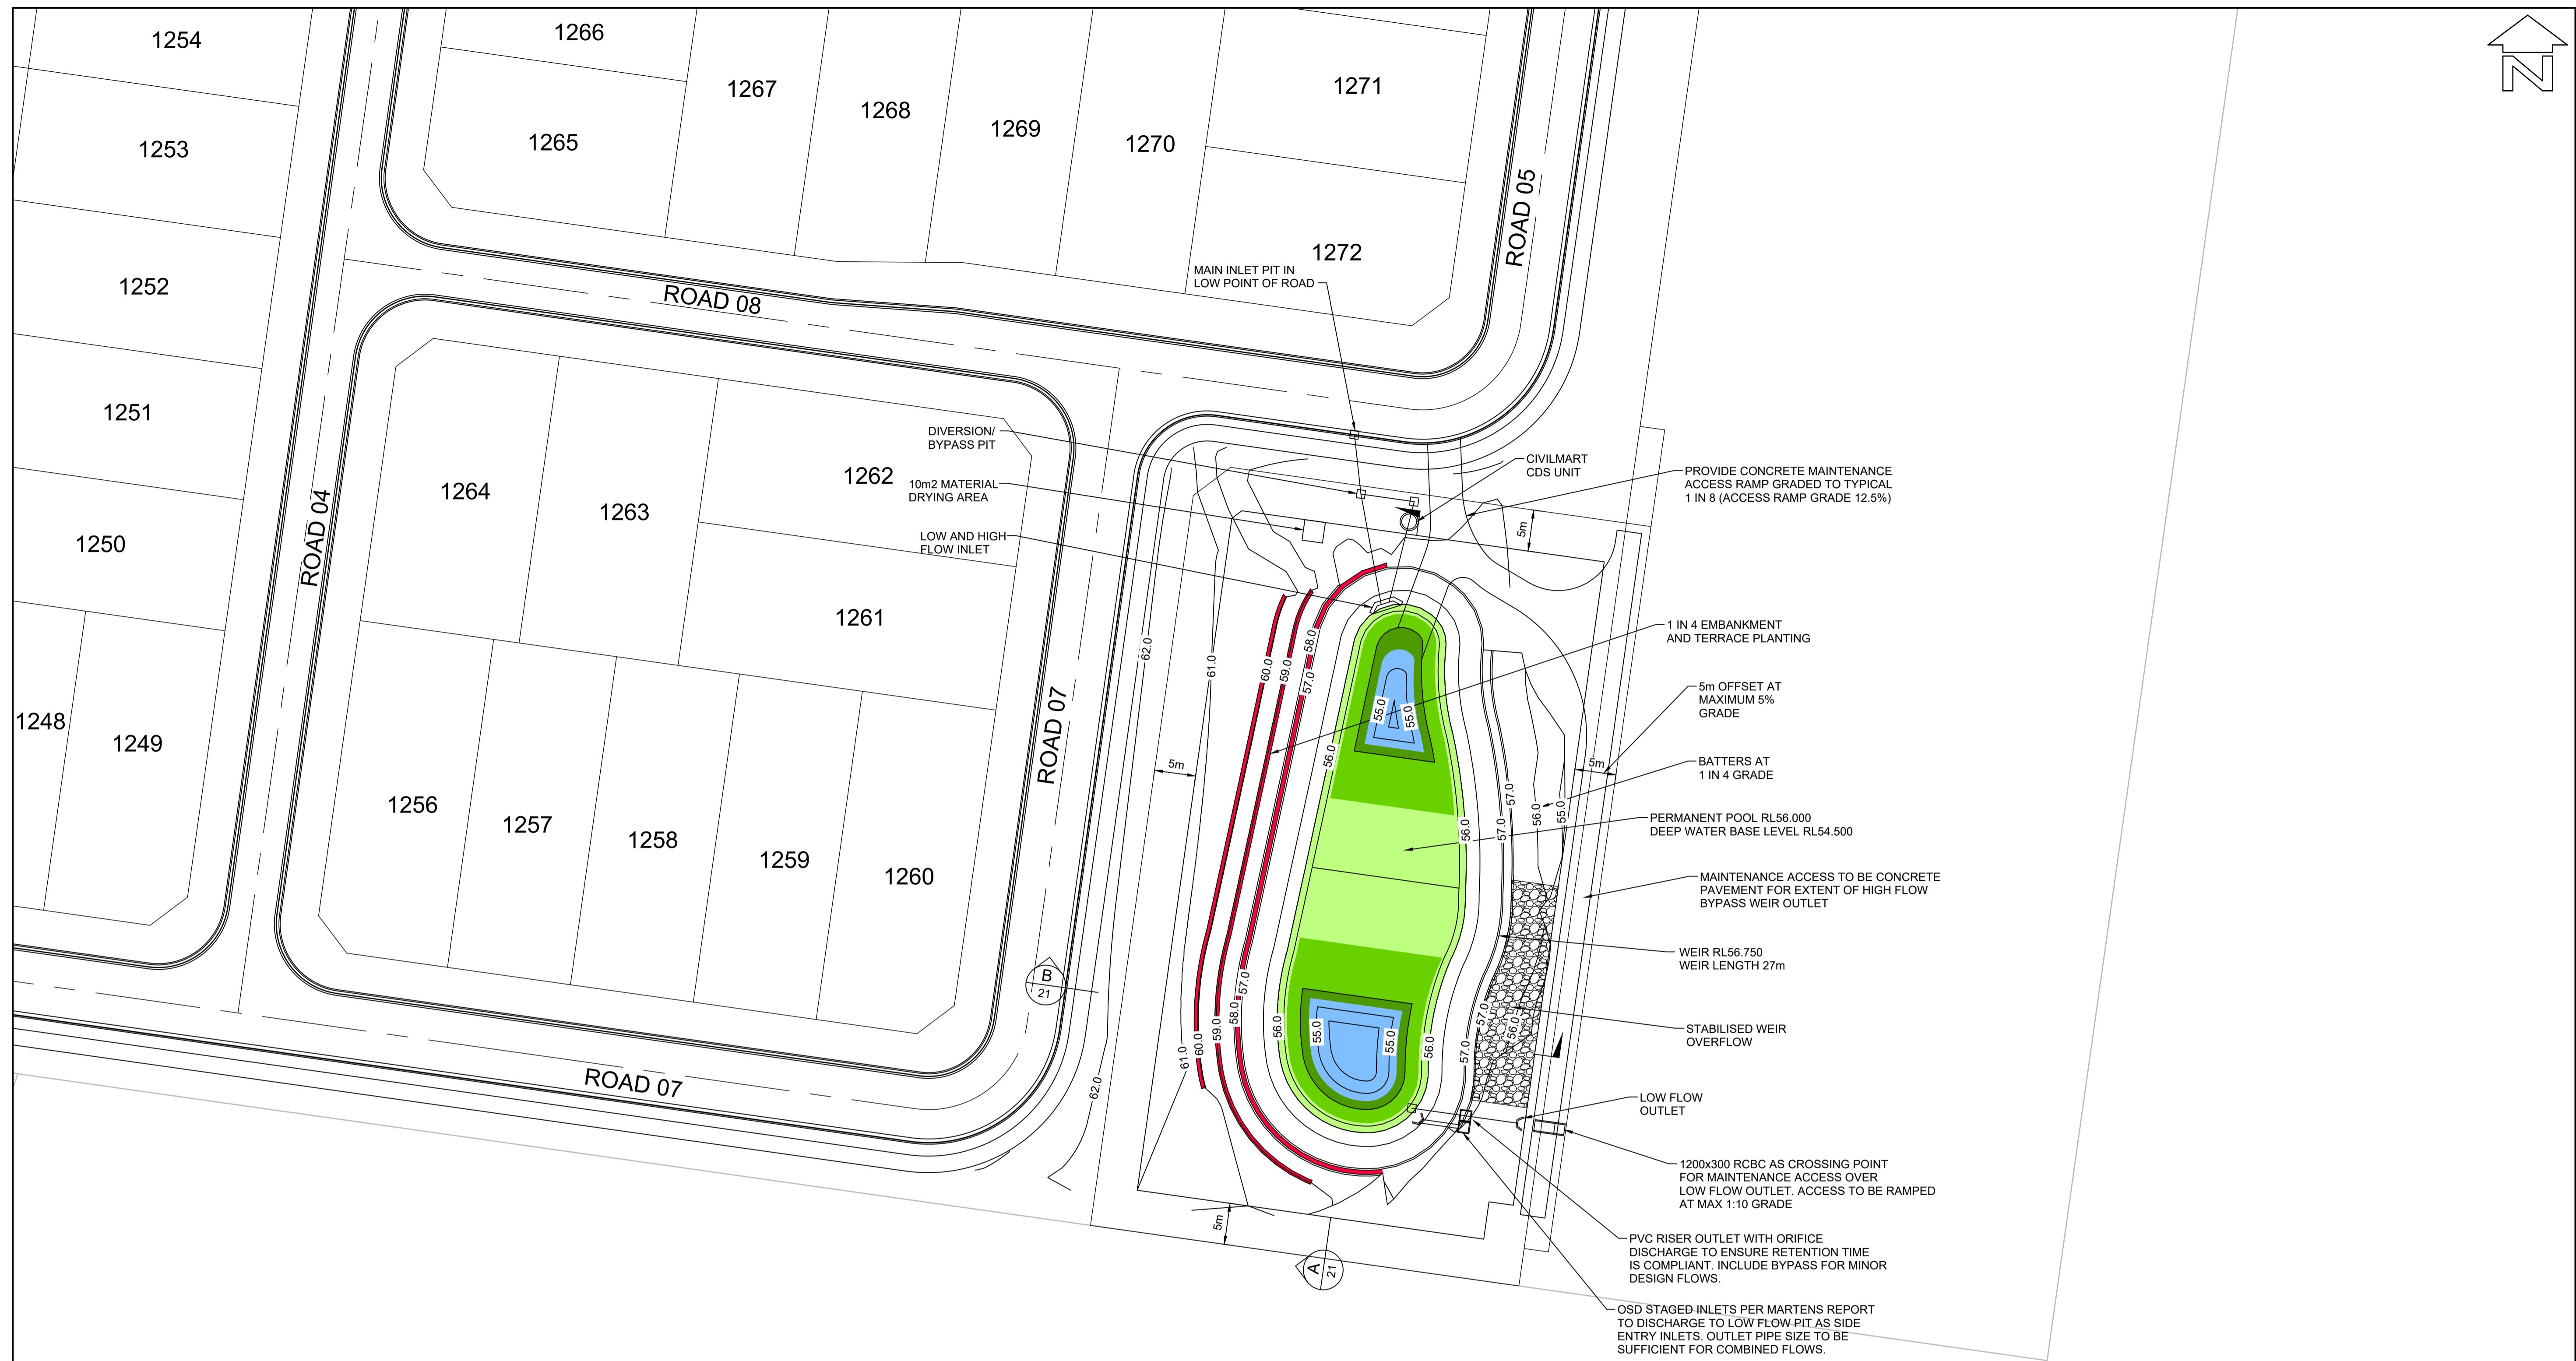 1254
1266
1267
1268
1269
1270
1271
1253
1265
1272
1252
ROAD 05
MAIN INLET PIT IN
LOW POINT OF ROAD
ROAD 08
N
1251
1264
1263
1262
1250
ROAD 04
1261
DIVERSION/
BYPASS PIT
10m2 MATERIAL
DRYING AREA
LOW AND HIGH
FLOW INLET
CIVILMART
CDS UNIT
PROVIDE CONCRETE MAINTENANCE
ACCESS RAMP GRADED TO TYPICAL
1 IN 8 (ACCESS RAMP GRADE 12.5%)
5m
1 IN 4 EMBANKMENT
AND TERRACE PLANTING
5m OFFSET AT
MAXIMUM 5%
GRADE
5m
BATTERS AT
1 IN 4 GRADE
PERMANENT POOL RL56.000
DEEP WATER BASE LEVEL RL54.500
MAINTENANCE ACCESS TO BE CONCRETE
PAVEMENT FOR EXTENT OF HIGH FLOW
BYPASS WEIR OUTLET
WEIR RL56.750
WEIR LENGTH 27m
STABILISED WEIR
OVERFLOW
LOW FLOW
OUTLET
1200x300 RCBC AS CROSSING POINT
FOR MAINTENANCE ACCESS OVER
LOW FLOW OUTLET. ACCESS TO BE RAMPED
AT MAX 1:10 GRADE
PVC RISER OUTLET WITH ORIFICE
DISCHARGE TO ENSURE RETENTION TIME
IS COMPLIANT. INCLUDE BYPASS FOR MINOR
DESIGN FLOWS.
OSD STAGED INLETS PER MARTENS REPORT
TO DISCHARGE TO LOW FLOW PIT AS SIDE
ENTRY INLETS. OUTLET PIPE SIZE TO BE
SUFFICIENT FOR COMBINED FLOWS.
1248
1249
1256
1257
1258
1259
1260
ROAD 07
ROAD 07
62.0
61.0
60.0
59.0
58.0
57.0
56.0
55.0
55.0
5m
57.0
57.0
56.0
55.0
56.0
57.0
58.0
59.0
60.0
61.0
62.0
56.0
55.0
55.0
56.0
57.0
57.0
56.0
B
21
5m
A
21